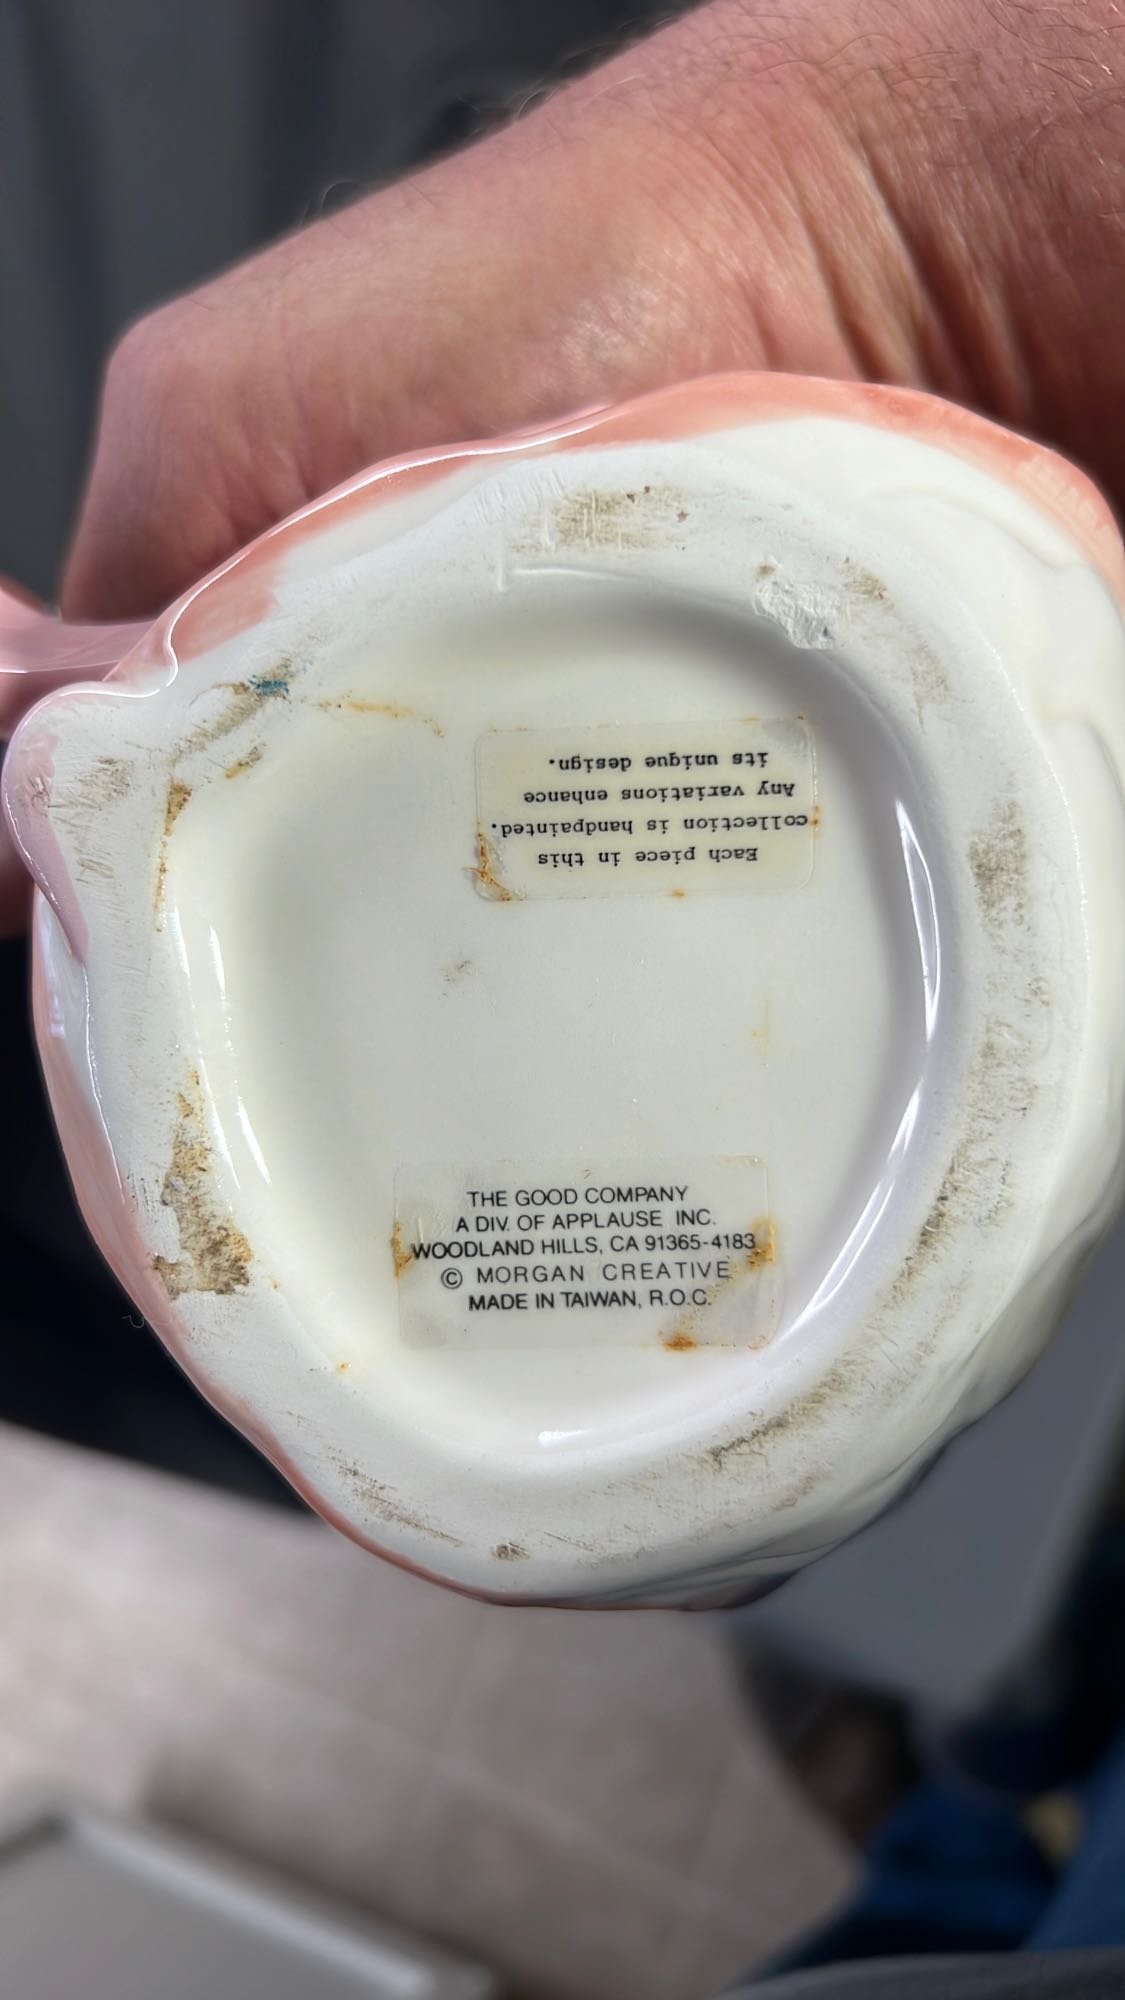 Each piece in this
collection is handpainted.
Any variations enhance
its unique design.
THE GOOD COMPANY
A DIV. OF APPLAUSE INC.
WOODLAND HILLS, CA 91365-4183
© MORGAN CREATIVE
MADE IN TAIWAN, R.O.C.